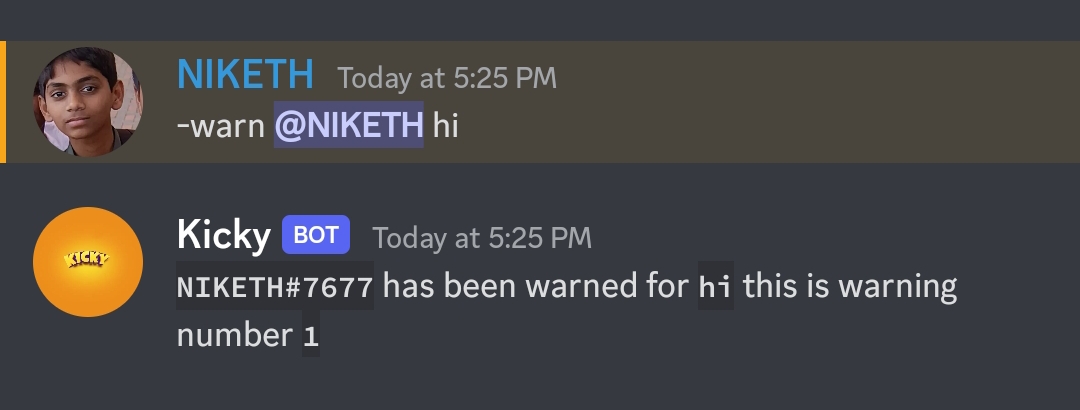 NIKETH Today at 5:25 PM
-warn @NIKETH hi
KICKY
Kicky BOT Today at 5:25 PM
NIKETH#7677 has been warned for hi this is warning
number 1